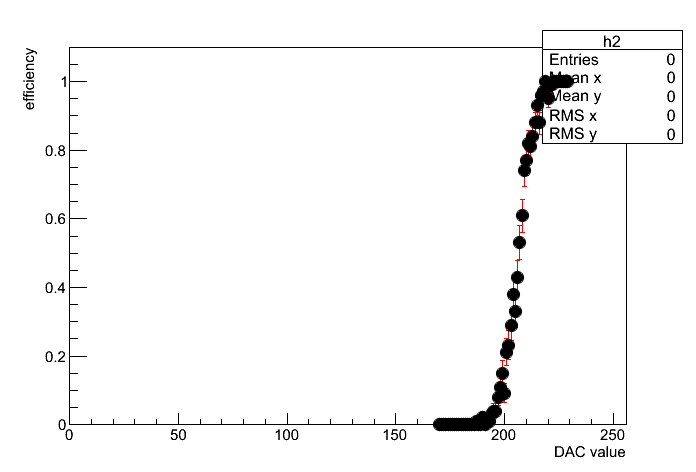 h2
Entries 0
Mean x 0
Mean y 0
RMS x 0
RMS y 0
efficiency
1
0.8
0.6
0.4
0.2
0
0 50 100 150 200 250
DAC value